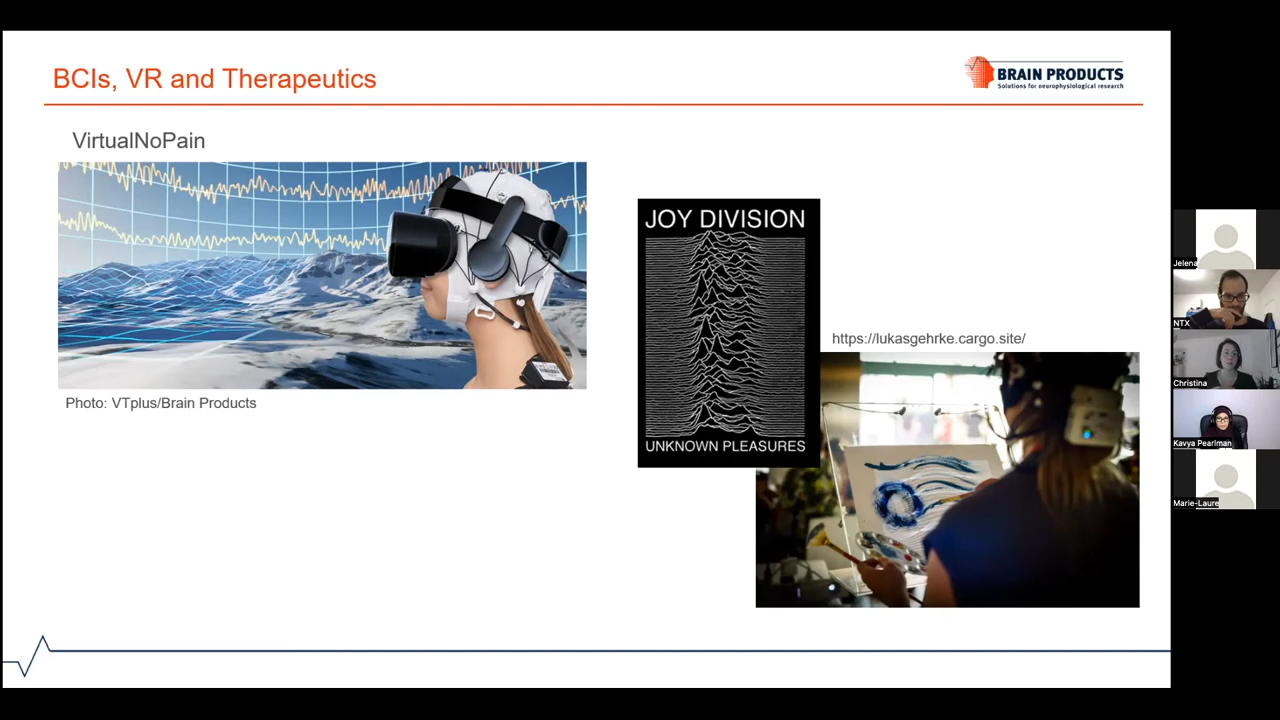 BCIs, VR and Therapeutics
BRAIN PRODUCTS
Solutions for neurophysiological research
VirtualNoPain
Photo: VTplus/Brain Products
JOY DIVISION
UNKNOWN PLEASURES
https://lukasgehrke.cargo.site/
Jelena
NTX
Christina
Kavya Pearlman
Marie-Laure